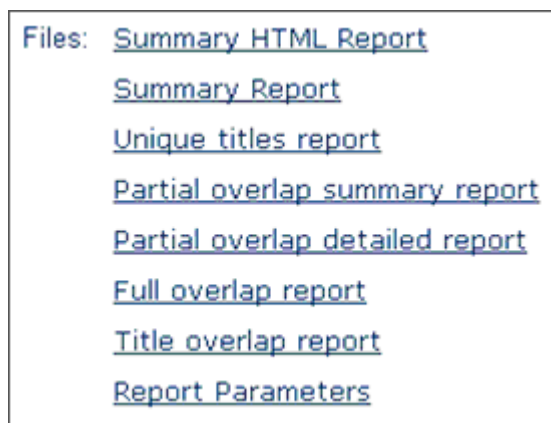 Files: Summary HTML Report
Summary Report
Unique titles report
Partial overlap summary report
Partial overlap detailed report
Full overlap report
Title overlap report
Report Parameters